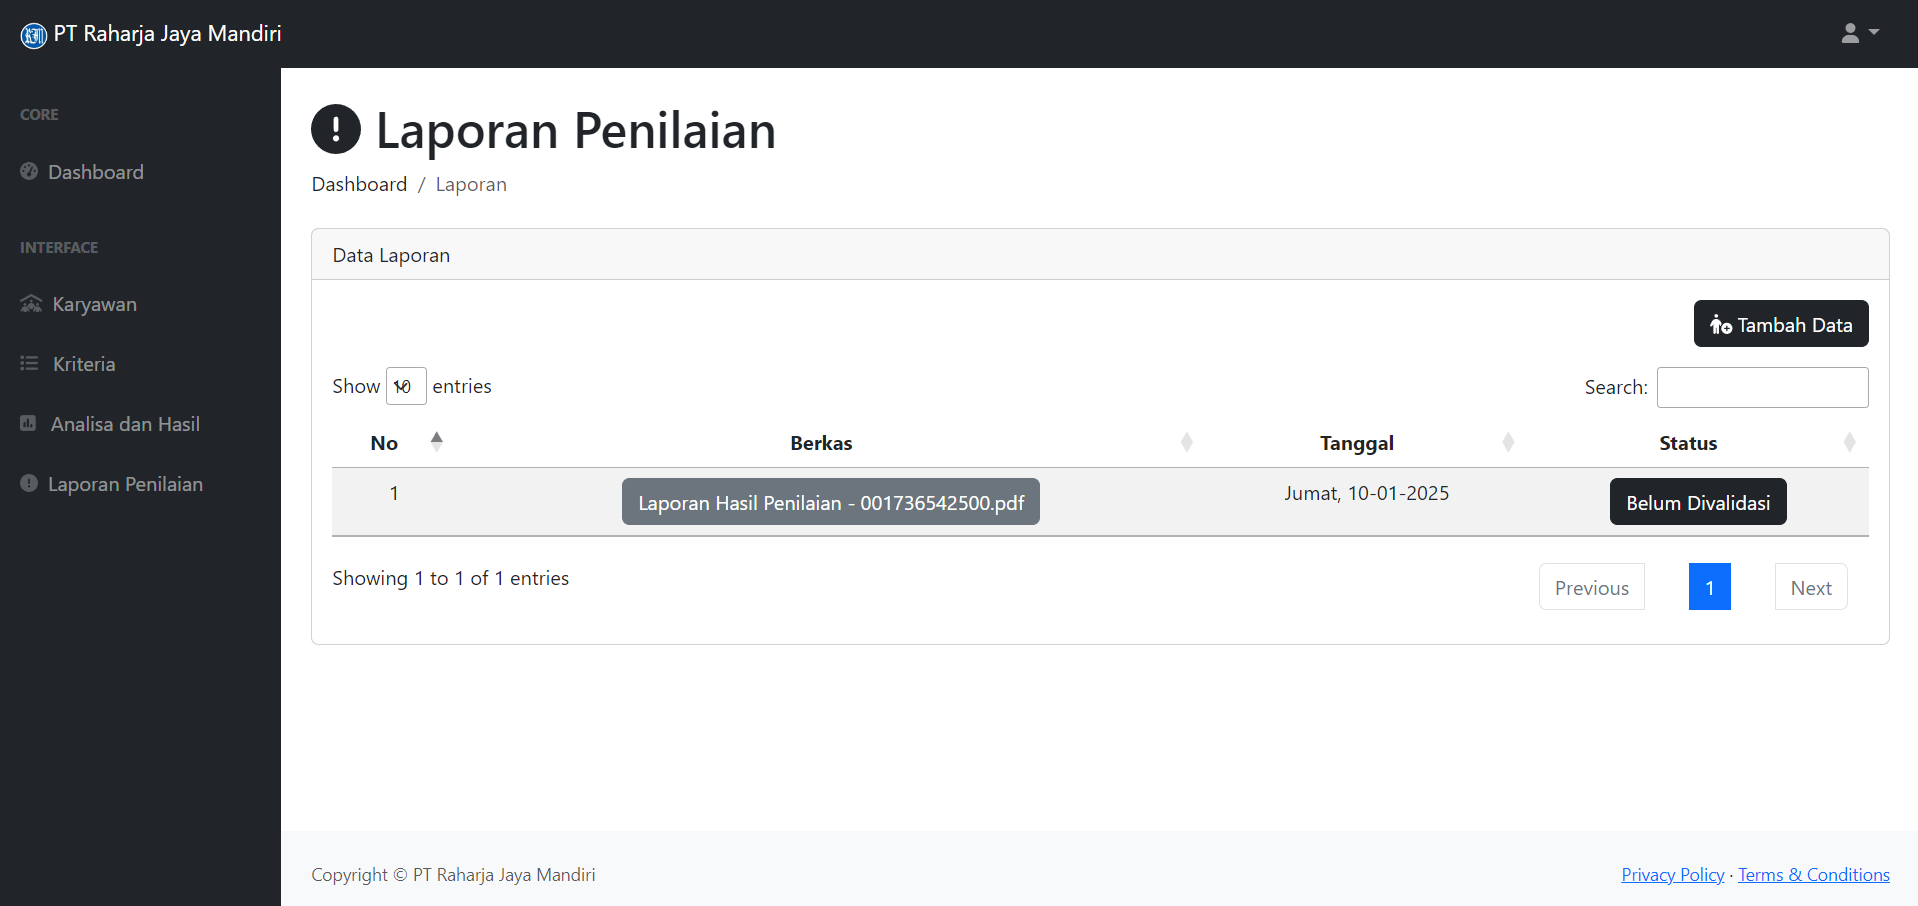 PT Raharja Jaya Mandiri
CORE
Dashboard
INTERFACE
Karyawan
Kriteria
Analisa dan Hasil
Laporan Penilaian
Laporan Penilaian
Dashboard / Laporan
Data Laporan
Tambah Data
Show 10 entries
Search:
No Berkas Tanggal Status
1 Laporan Hasil Penilaian - 001736542500.pdf Jumat, 10-01-2025 Belum Divalidasi
Showing 1 to 1 of 1 entries
Previous 1 Next
Copyright © PT Raharja Jaya Mandiri
Privacy Policy · Terms & Conditions